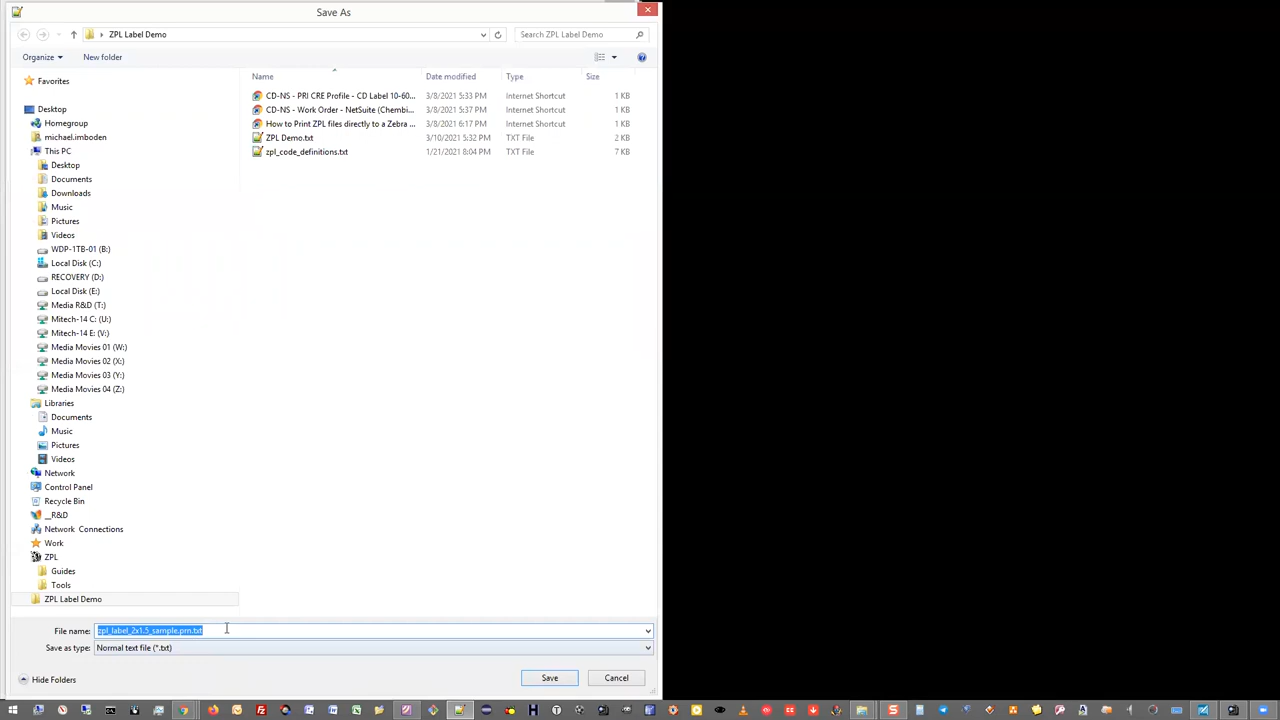 Save As
ZPL Label Demo
Search ZPL Label Demo
Organize
New folder
Name
Date modified
Type
Size
CD-NS - PRI CRE Profile - CD Label 10-60... 3/8/2021 5:33 PM Internet Shortcut 1 KB
CD-NS - Work Order - NetSuite (Chembi... 3/8/2021 5:37 PM Internet Shortcut 1 KB
How to Print ZPL files directly to a Zebra ... 3/8/2021 6:17 PM Internet Shortcut 1 KB
ZPL Demo.txt 3/10/2021 5:32 PM TXT File 2 KB
zpl_code_definitions.txt 1/21/2021 8:04 PM TXT File 7 KB
Favorites
Desktop
Homegroup
michael.imboden
This PC
Desktop
Documents
Downloads
Music
Pictures
Videos
WDP-1TB-01 (B:)
Local Disk (C:)
RECOVERY (D:)
Local Disk (E:)
Media R&D (T:)
Mitech-14 C: (U:)
Mitech-14 E: (V:)
Media Movies 01 (W:)
Media Movies 02 (X:)
Media Movies 03 (Y:)
Media Movies 04 (Z:)
Libraries
Documents
Music
Pictures
Videos
Network
Control Panel
Recycle Bin
__R&D
Network Connections
Work
ZPL
Guides
Tools
ZPL Label Demo
File name: zpl_label_2x1.5_sample.prn.txt
Save as type: Normal text file (*.txt)
Hide Folders
Save
Cancel